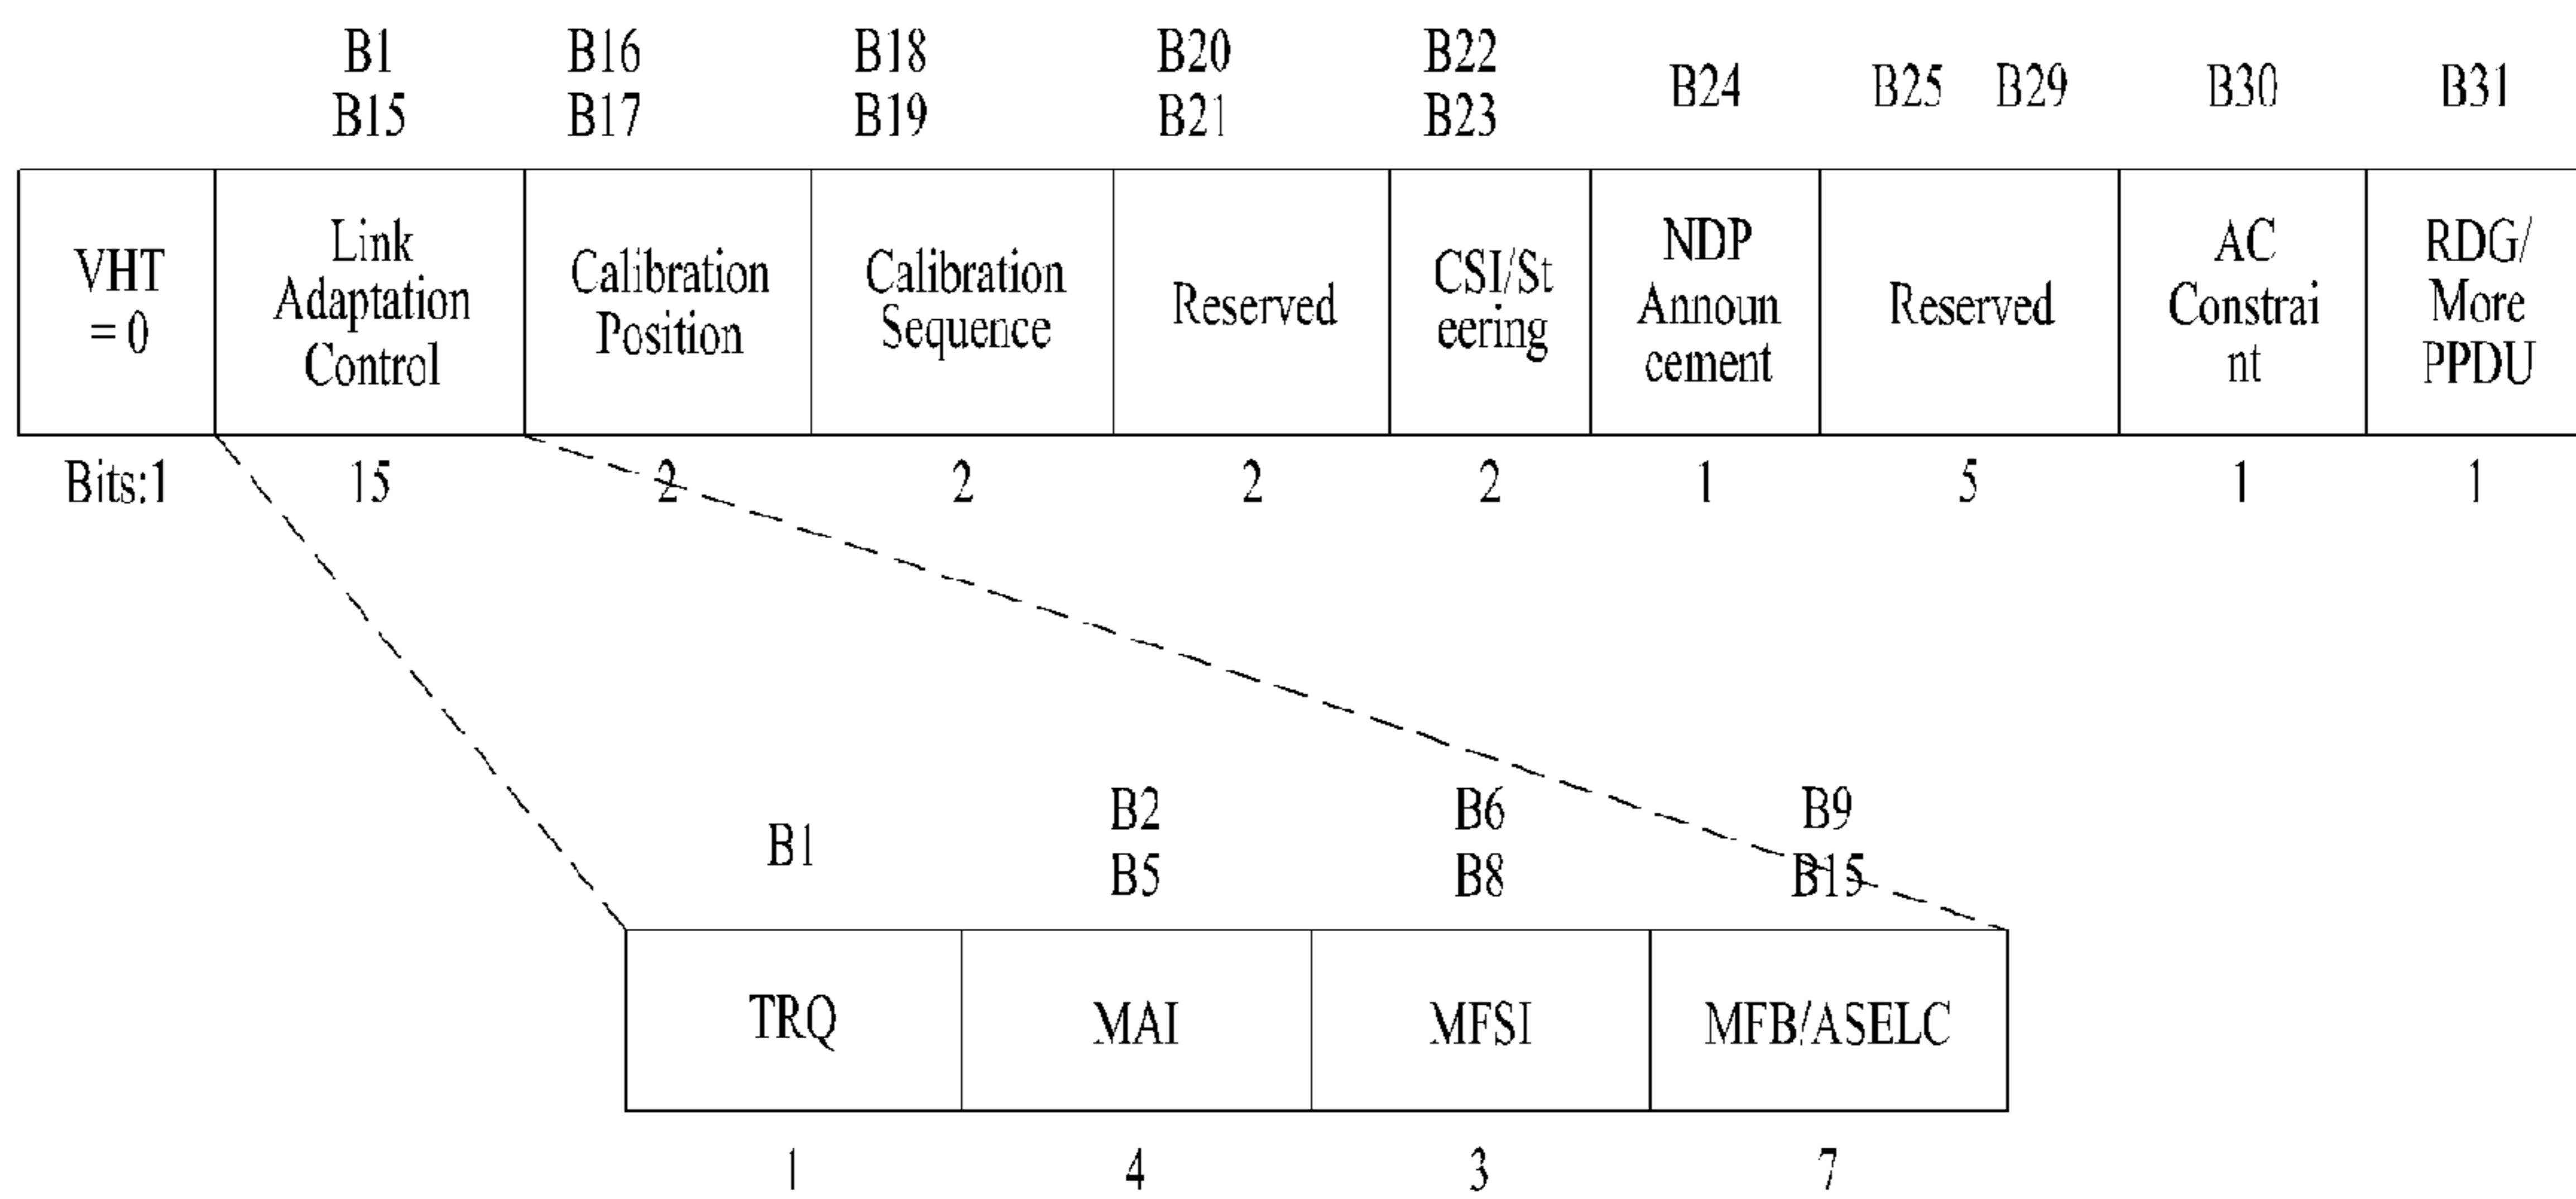 B1 B16 B18 B20 B22
B15 B17 B19 B21 B23 B24 B25 B29 B30 B31
VHT
= 0
Link
Adaptation
Control
Calibration
Position
Calibration
Sequence
Reserved
CSI/St
eering
NDP
Announ
cement
Reserved
AC
Constrai
nt
RDG/
More
PPDU
Bits:1 15 2 2 2 2 1 5 1 1
B1
B2
B5
B6
B8
B9
B15
TRQ MAI MFSI MFB/ASELC
1 4 3 7